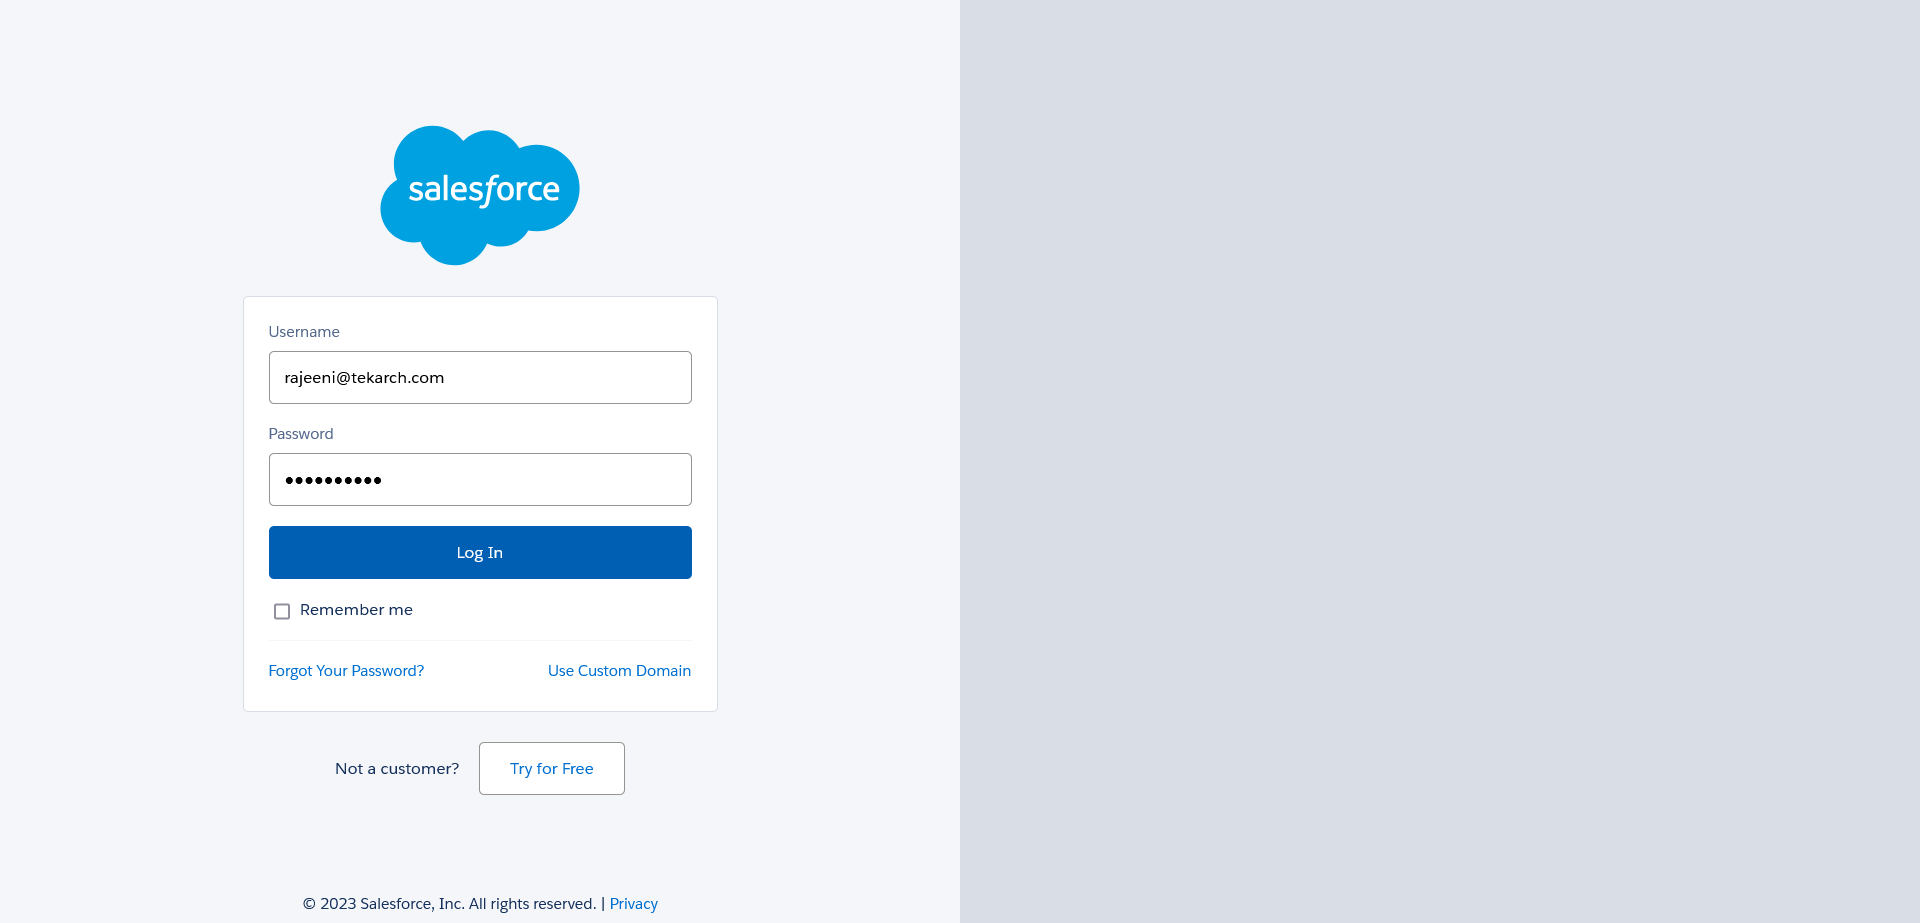 salesforce
Username
rajeeni@tekarch.com
Password
••••••••••
Log In
Remember me
Forgot Your Password? Use Custom Domain
Not a customer? Try for Free
© 2023 Salesforce, Inc. All rights reserved. | Privacy